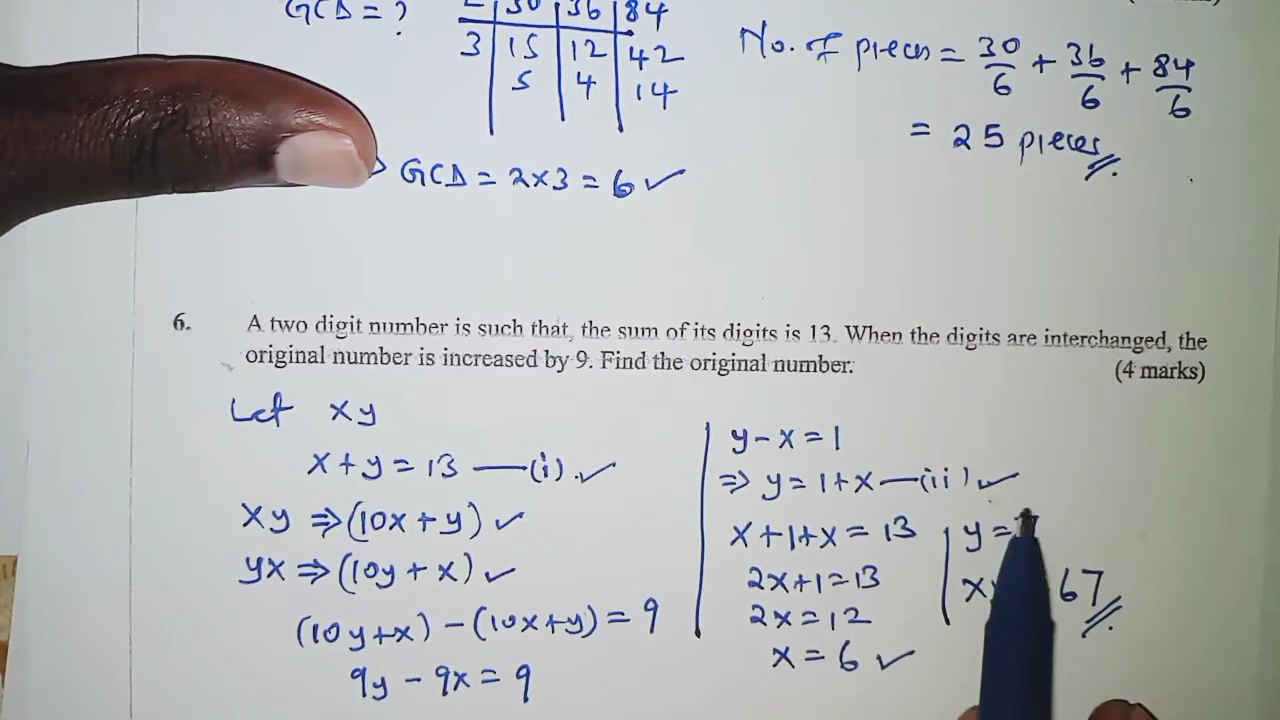 GCD = ?
30 36 84
3 15 12 42
5 4 14
GCD = 2x3 = 6 ✓
No. of pieces = 30/6 + 36/6 + 84/6
= 25 pieces
6. A two digit number is such that, the sum of its digits is 13. When the digits are interchanged, the
original number is increased by 9. Find the original number. (4 marks)
Let xy
x + y = 13 —(i). ✓
xy ⇒ (10x + y) ✓
yx ⇒ (10y + x) ✓
(10y + x) - (10x + y) = 9
9y - 9x = 9
y - x = 1
⇒ y = 1 + x —(ii) ✓
x + 1 + x = 13
2x + 1 = 13
2x = 12
x = 6 ✓
y =
67